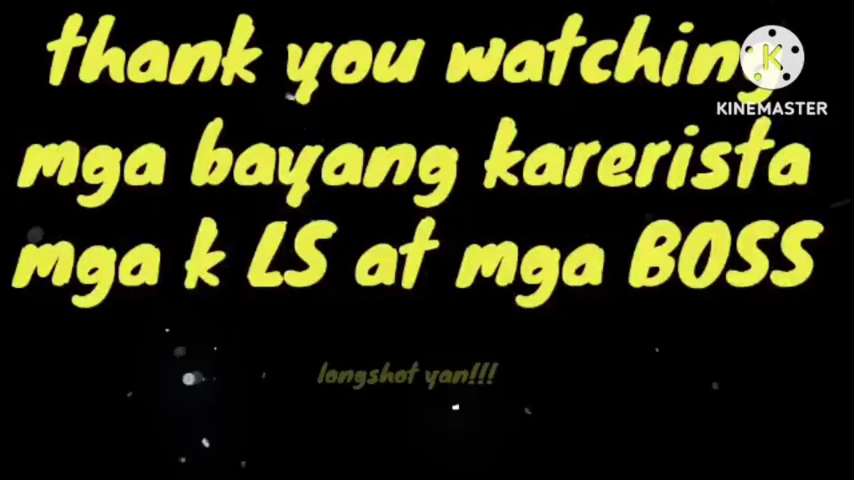 thank you watching
KINEMASTER
mga bayang karerista
mga k LS at mga BOSS
longshot yan!!!